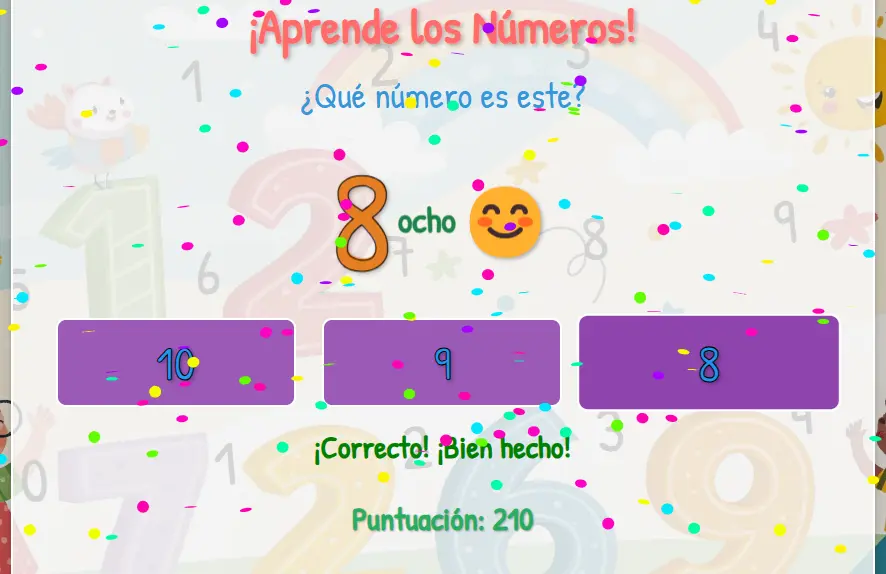 ¡Aprende los Números!
¿Qué número es este?
8 ocho
10 9 8
¡Correcto! ¡Bien hecho!
Puntuación: 210